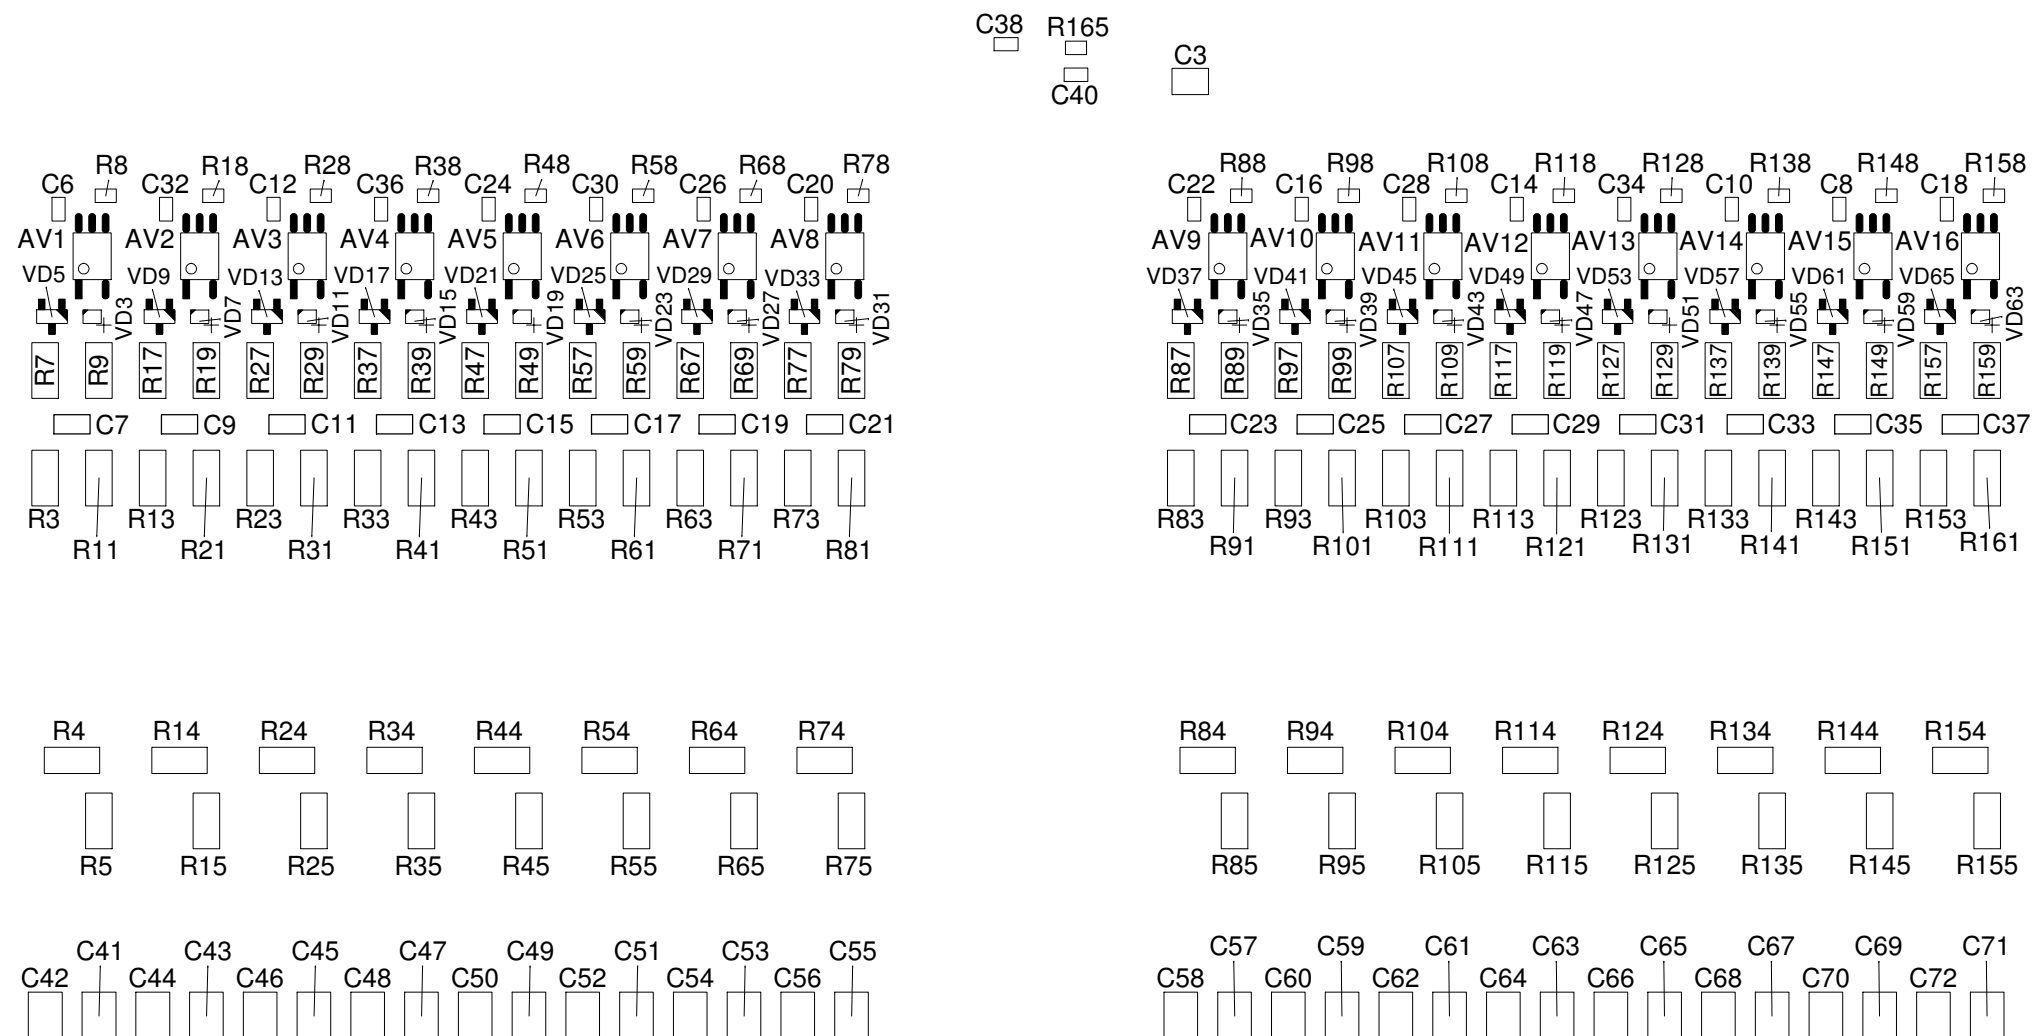 C38 R165
C3
C40
R8 R18 R28 R38 R48 R58 R68 R78 R88 R98 R108 R118 R128 R138 R148 R158
C6 C32 C12 C36 C24 C30 C26 C20 C22 C16 C28 C14 C34 C10 C8 C18
AV1 AV2 AV3 AV4 AV5 AV6 AV7 AV8 AV9 AV10 AV11 AV12 AV13 AV14 AV15 AV16
VD5 VD9 VD13 VD17 VD21 VD25 VD29 VD33 VD37 VD41 VD45 VD49 VD53 VD57 VD61 VD65
VD3 VD7 VD11 VD15 VD19 VD23 VD27 VD31 VD35 VD39 VD43 VD47 VD51 VD55 VD59 VD63
R7 R9 R17 R19 R27 R29 R37 R39 R47 R49 R57 R59 R67 R69 R77 R79 R87 R89 R97 R99 R107 R109 R117 R119 R127 R129 R137 R139 R147 R149 R157 R159
C7 C9 C11 C13 C15 C17 C19 C21 C23 C25 C27 C29 C31 C33 C35 C37
R3 R13 R23 R33 R43 R53 R63 R73 R83 R93 R103 R113 R123 R133 R143 R153
R11 R21 R31 R41 R51 R61 R71 R81 R91 R101 R111 R121 R131 R141 R151 R161
R4 R14 R24 R34 R44 R54 R64 R74 R84 R94 R104 R114 R124 R134 R144 R154
R5 R15 R25 R35 R45 R55 R65 R75 R85 R95 R105 R115 R125 R135 R145 R155
C41 C43 C45 C47 C49 C51 C53 C55 C57 C59 C61 C63 C65 C67 C69 C71
C42 C44 C46 C48 C50 C52 C54 C56 C58 C60 C62 C64 C66 C68 C70 C72